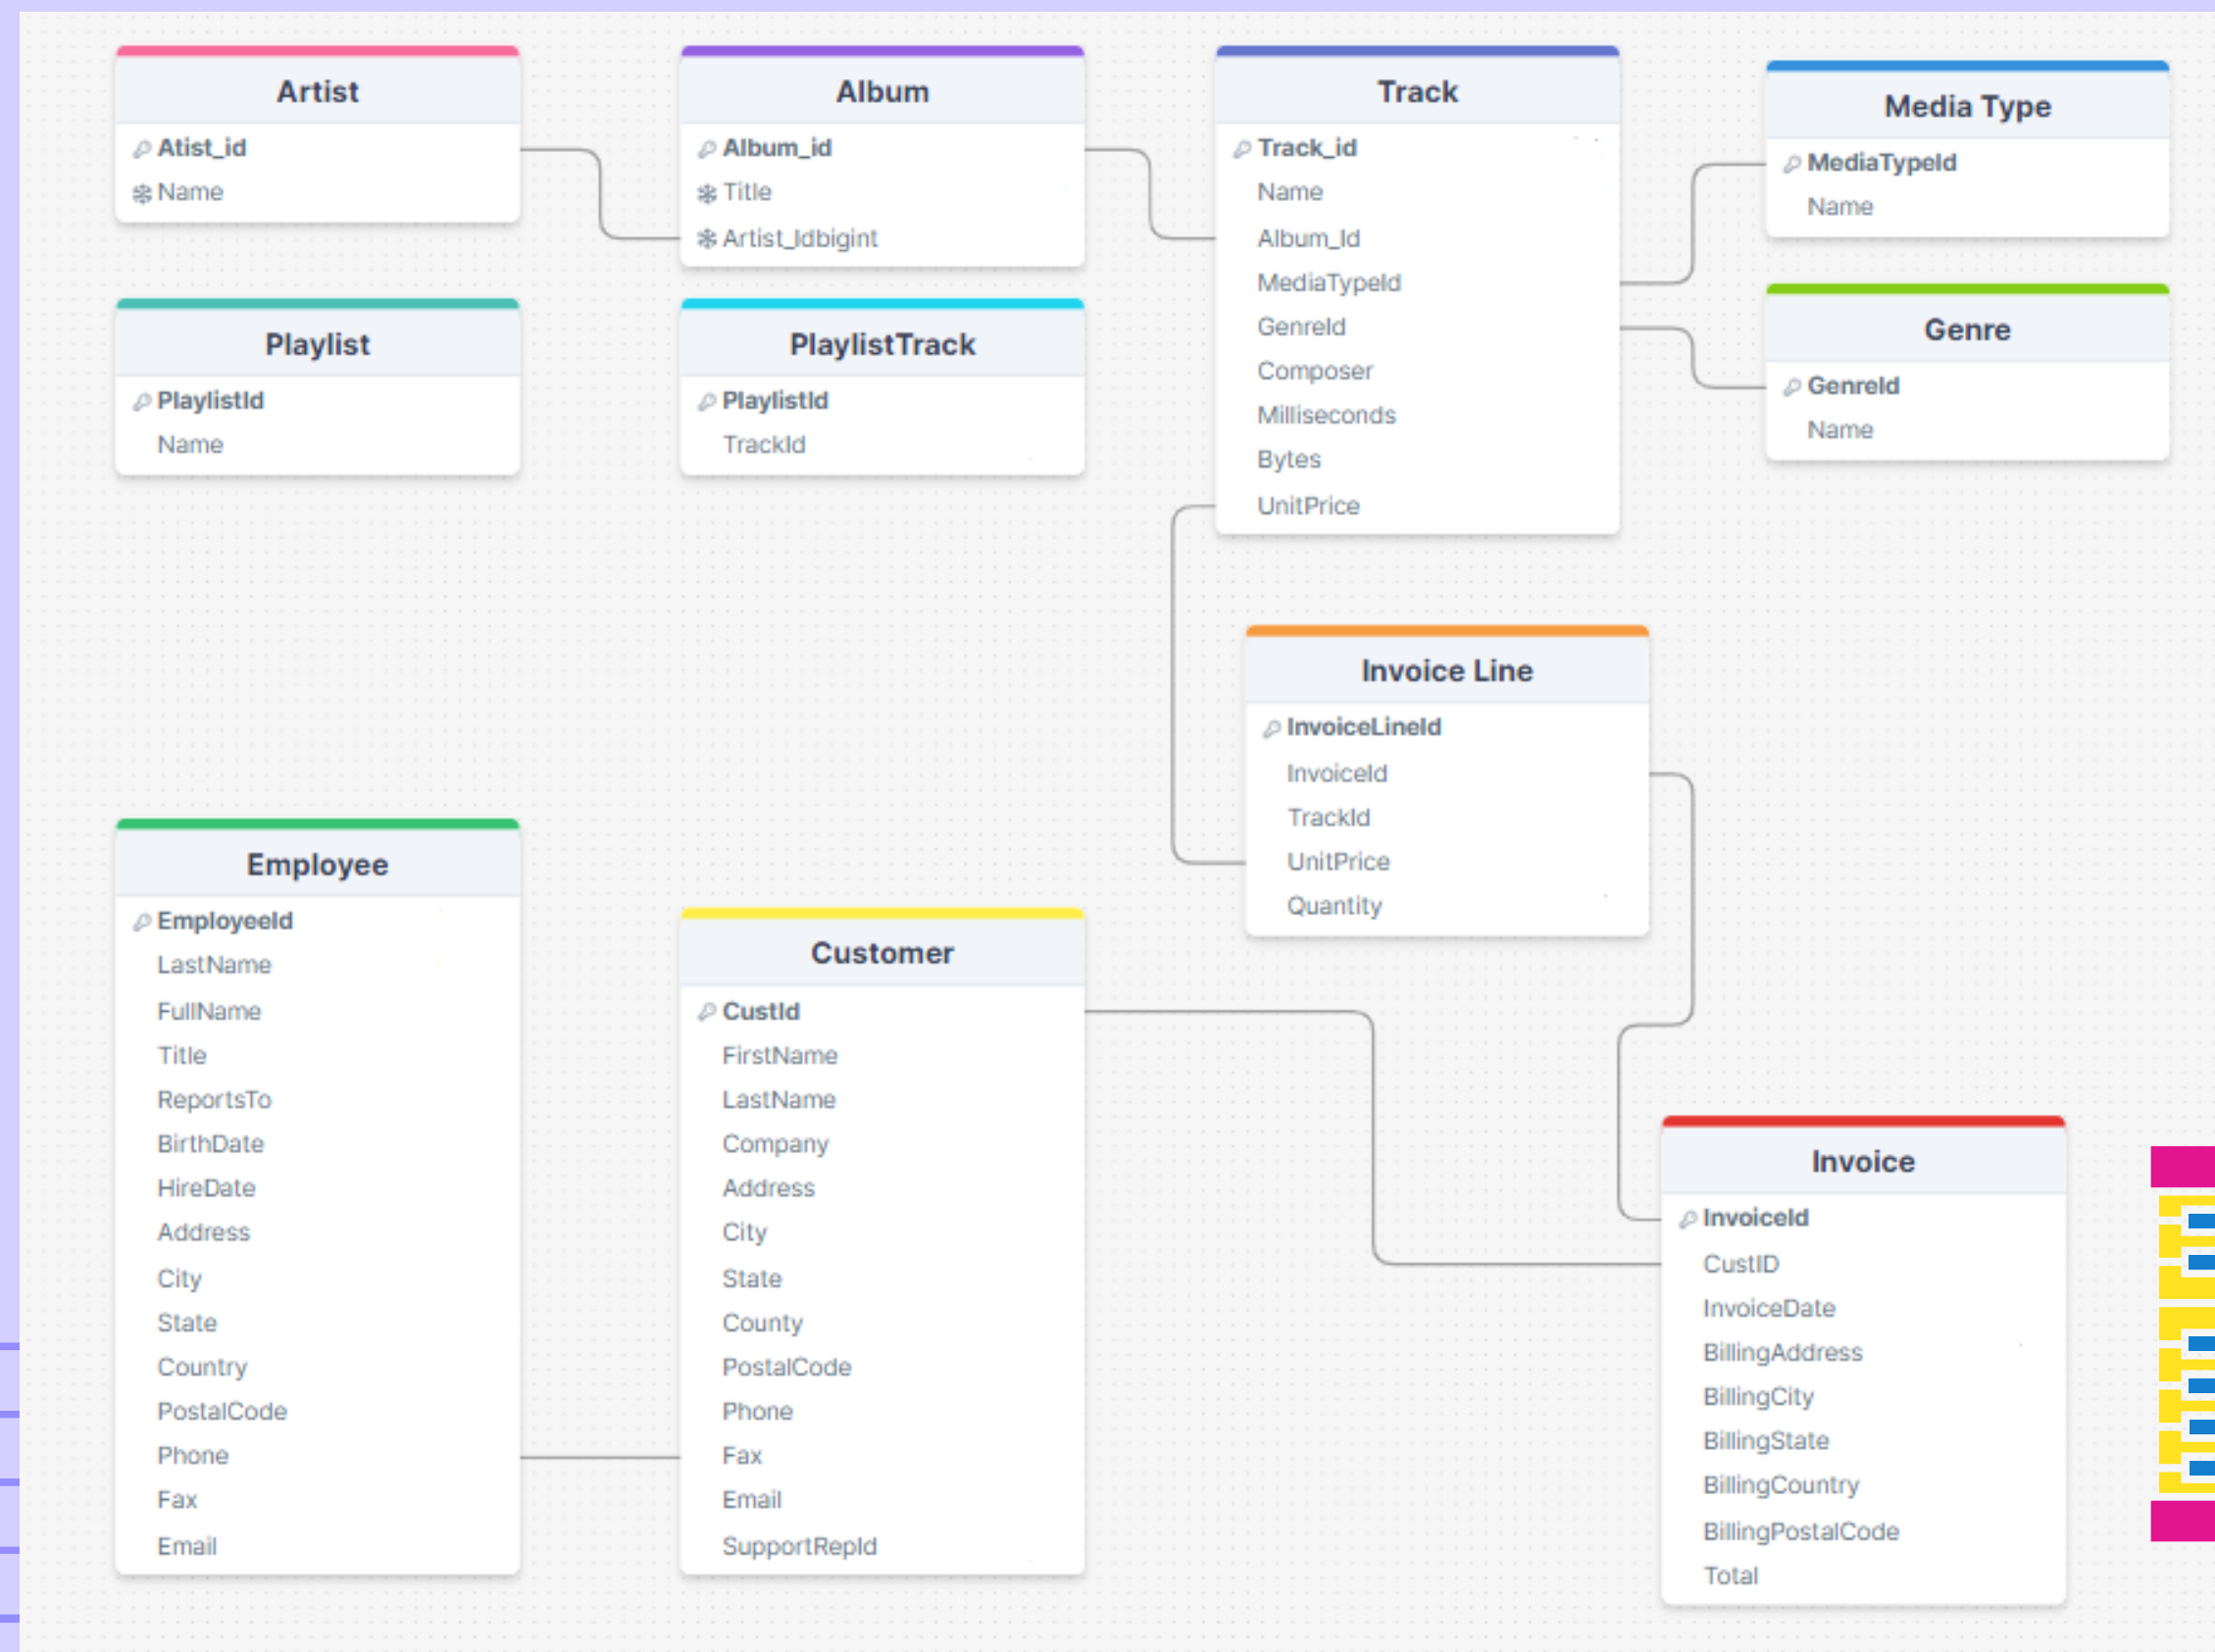 Artist
Atist_id
Name
Album
Album_id
Title
Artist_Idbigint
Track
Track_id
Name
Album_Id
MediaTypeId
GenreId
Composer
Milliseconds
Bytes
UnitPrice
Media Type
MediaTypeId
Name
Genre
GenreId
Name
Playlist
PlaylistId
Name
PlaylistTrack
PlaylistId
TrackId
Invoice Line
InvoiceLineId
InvoiceId
TrackId
UnitPrice
Quantity
Employee
EmployeeId
LastName
FullName
Title
ReportsTo
BirthDate
HireDate
Address
City
State
Country
PostalCode
Phone
Fax
Email
Customer
CustId
FirstName
LastName
Company
Address
City
State
County
PostalCode
Phone
Fax
Email
SupportRepId
Invoice
InvoiceId
CustID
InvoiceDate
BillingAddress
BillingCity
BillingState
BillingCountry
BillingPostalCode
Total